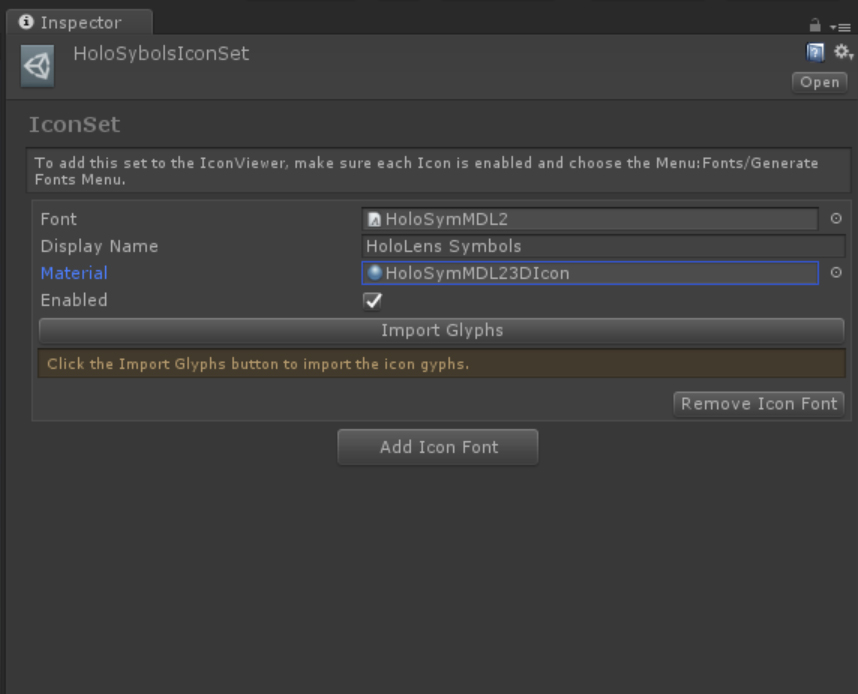 Inspector
HoloSybolsIconSet
Open
IconSet
To add this set to the IconViewer, make sure each Icon is enabled and choose the Menu:Fonts/Generate
Fonts Menu.
Font HoloSymMDL2
Display Name HoloLens Symbols
Material HoloSymMDL23DIcon
Enabled
Import Glyphs
Click the Import Glyphs button to import the icon gyphs.
Remove Icon Font
Add Icon Font